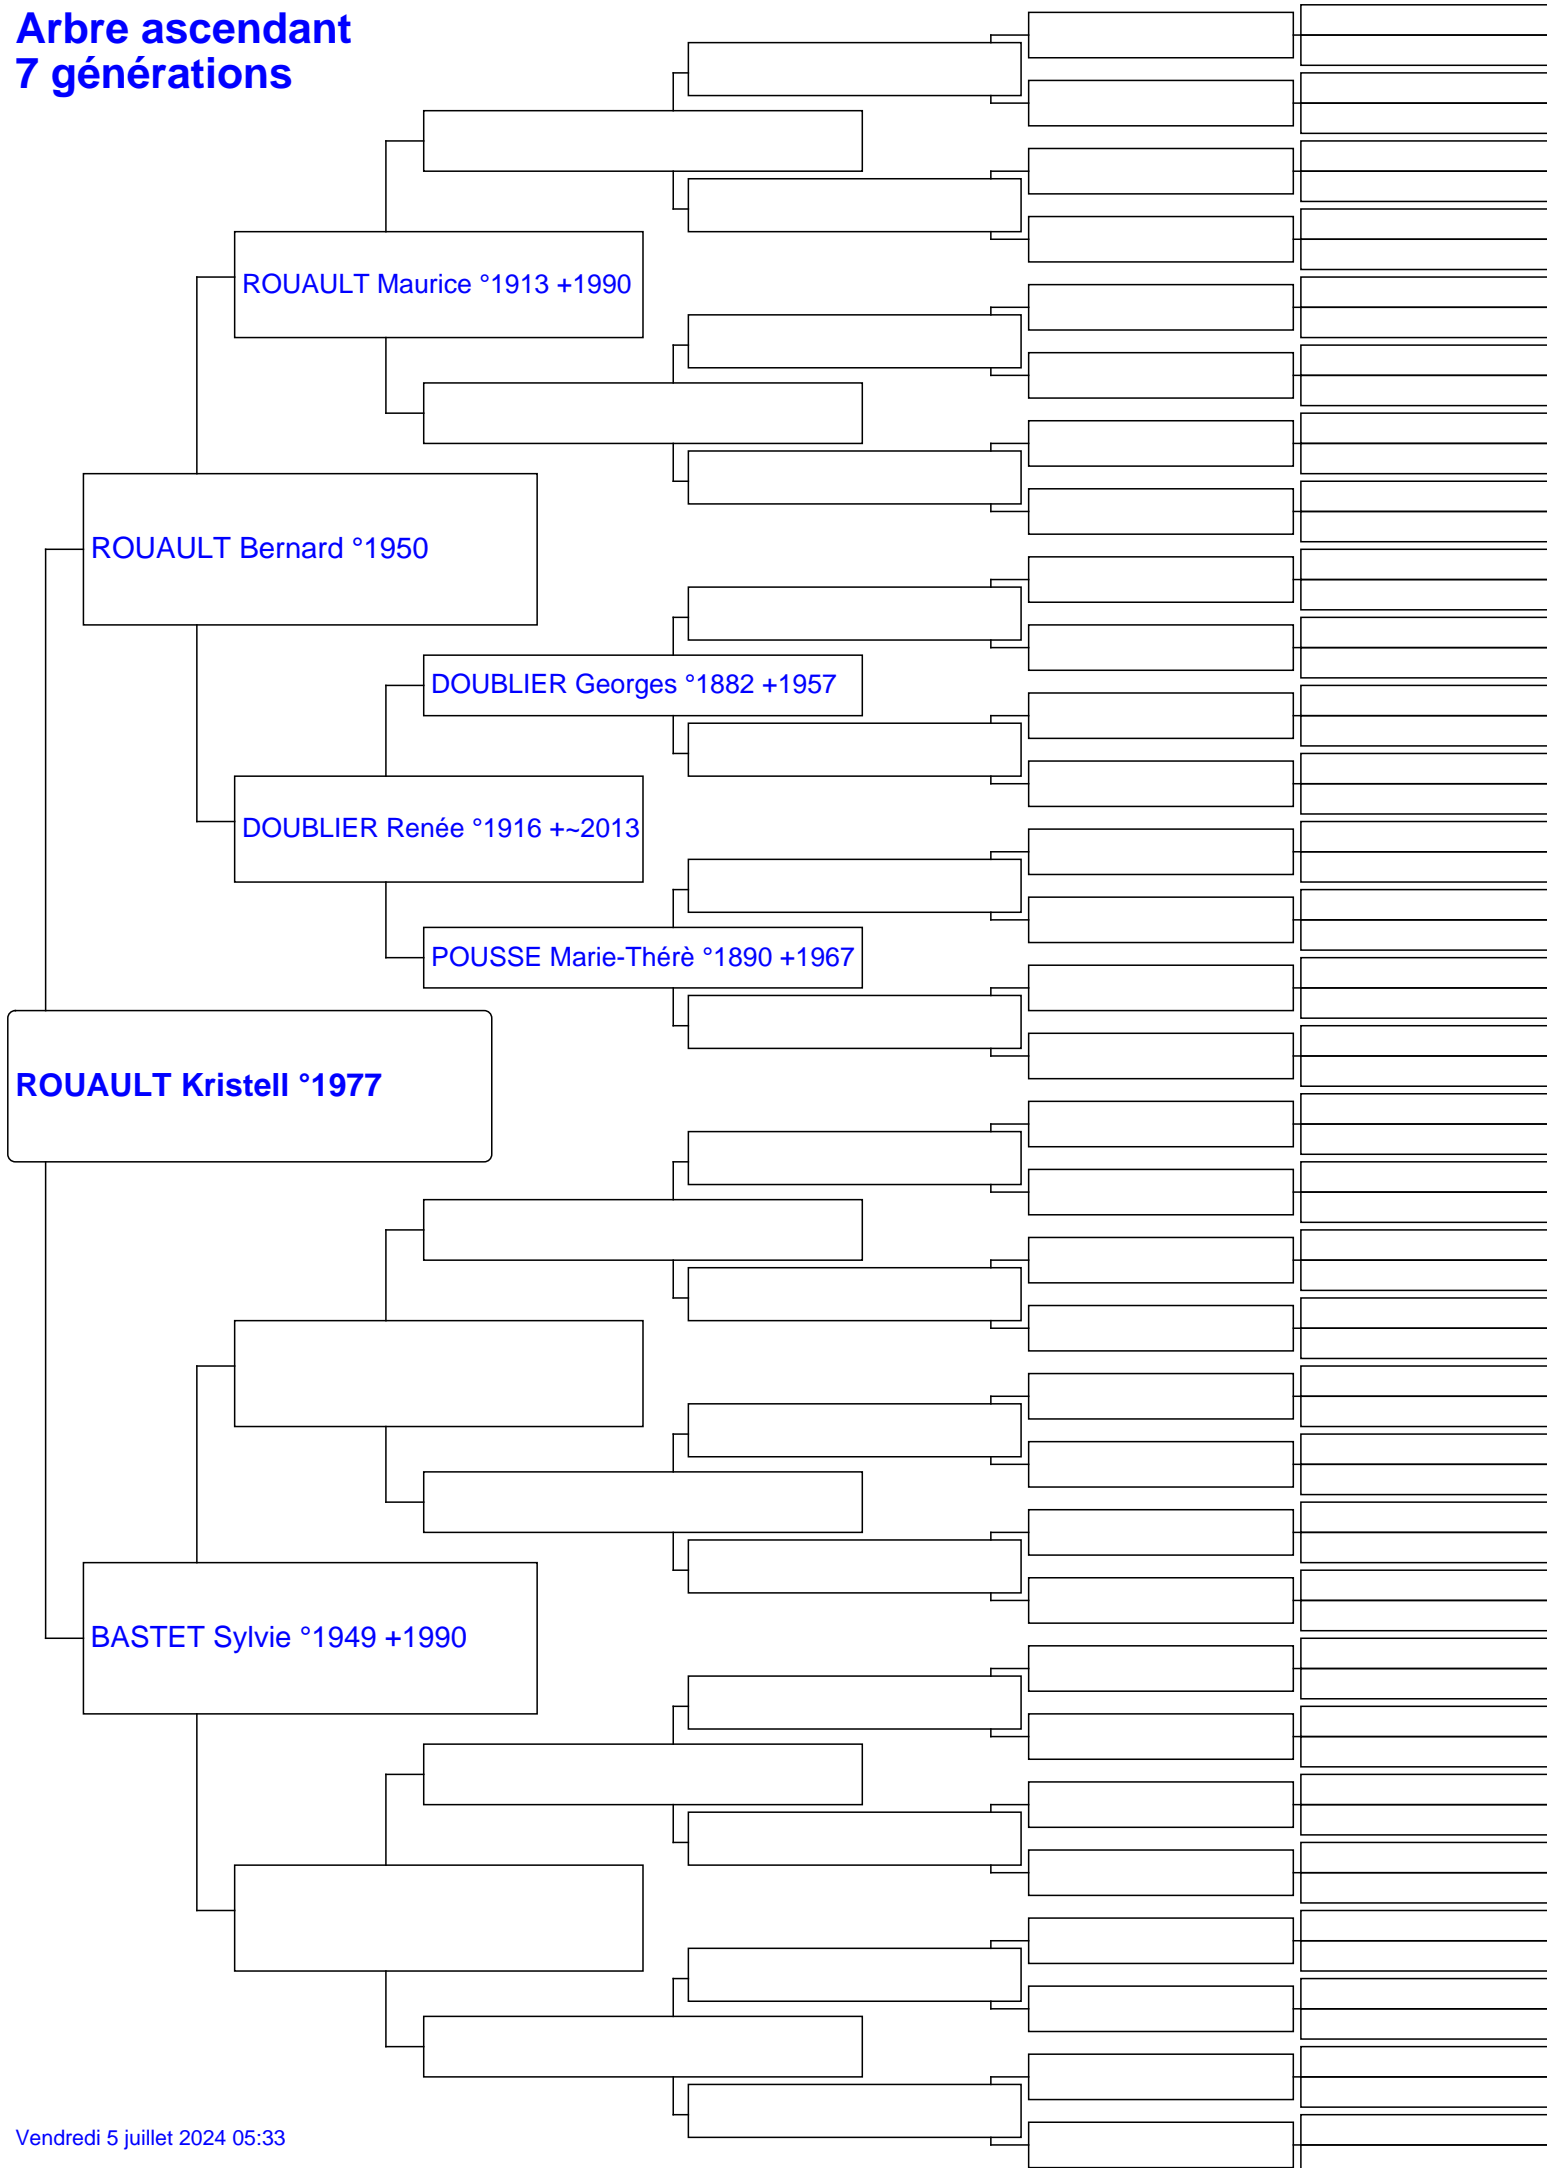 Arbre ascendant
7 générations
ROUAULT Maurice °1913 +1990
ROUAULT Bernard °1950
DOUBLIER Georges °1882 +1957
DOUBLIER Renée °1916 +~2013
POUSSE Marie-Thérè °1890 +1967
ROUAULT Kristell °1977
BASTET Sylvie °1949 +1990
Vendredi 5 juillet 2024 05:33